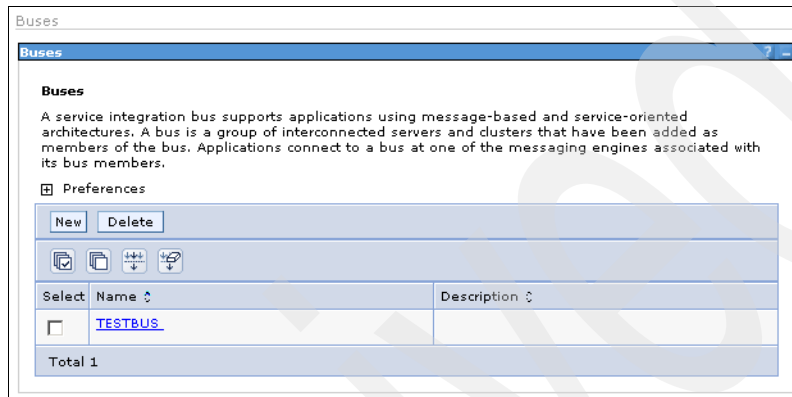 Buses
Buses ? -
Buses
A service integration bus supports applications using message-based and service-oriented
architectures. A bus is a group of interconnected servers and clusters that have been added as
members of the bus. Applications connect to a bus at one of the messaging engines associated with
its bus members.
Preferences
New Delete
Select Name Description
TESTBUS
Total 1